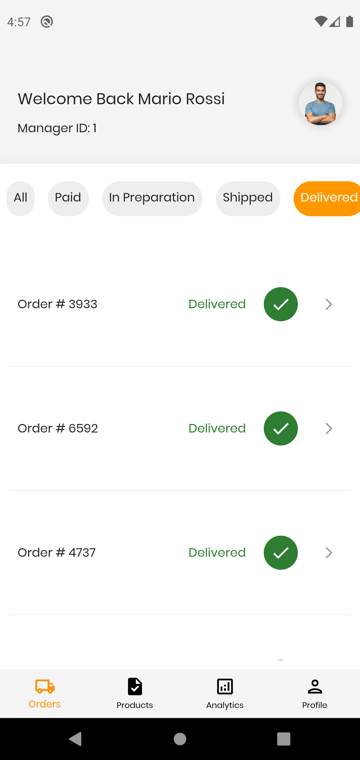 4:57
Welcome Back Mario Rossi
Manager ID: 1
All Paid In Preparation Shipped Delivered
Order # 3933 Delivered
Order # 6592 Delivered
Order # 4737 Delivered
Orders Products Analytics Profile